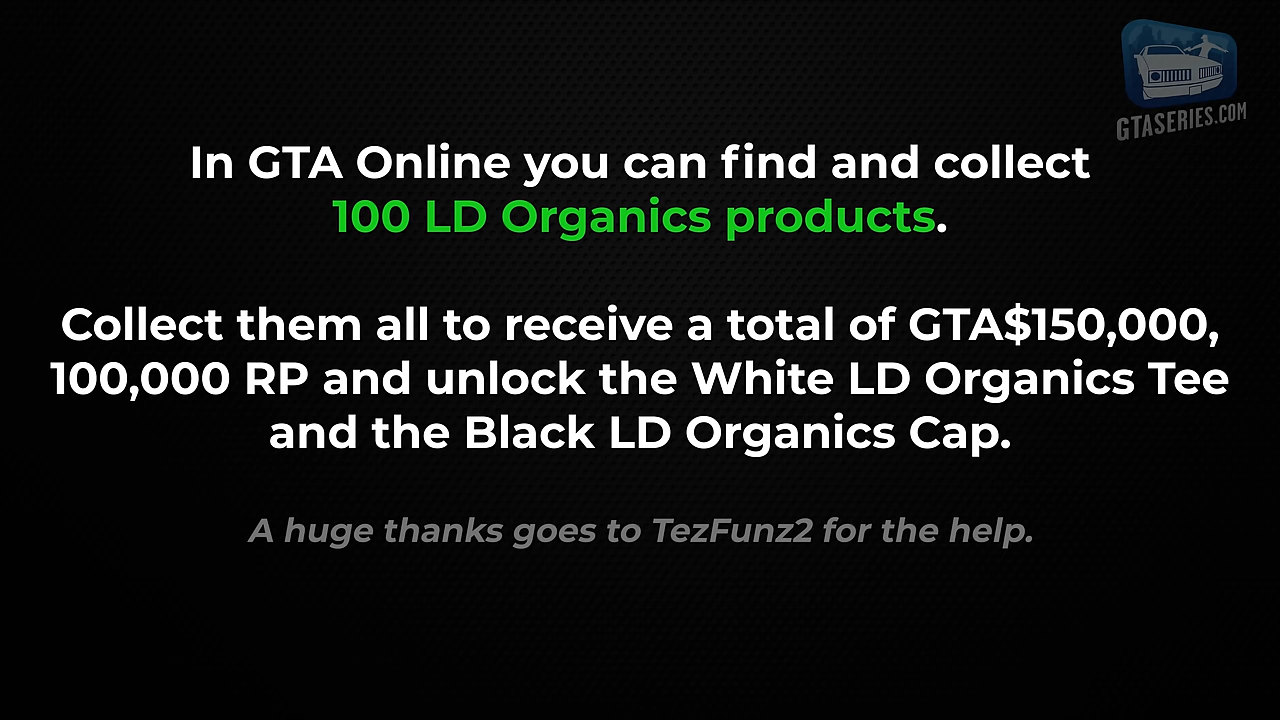 GTASERIES.COM
In GTA Online you can find and collect
100 LD Organics products.
Collect them all to receive a total of GTA$150,000,
100,000 RP and unlock the White LD Organics Tee
and the Black LD Organics Cap.
A huge thanks goes to TezFunz2 for the help.